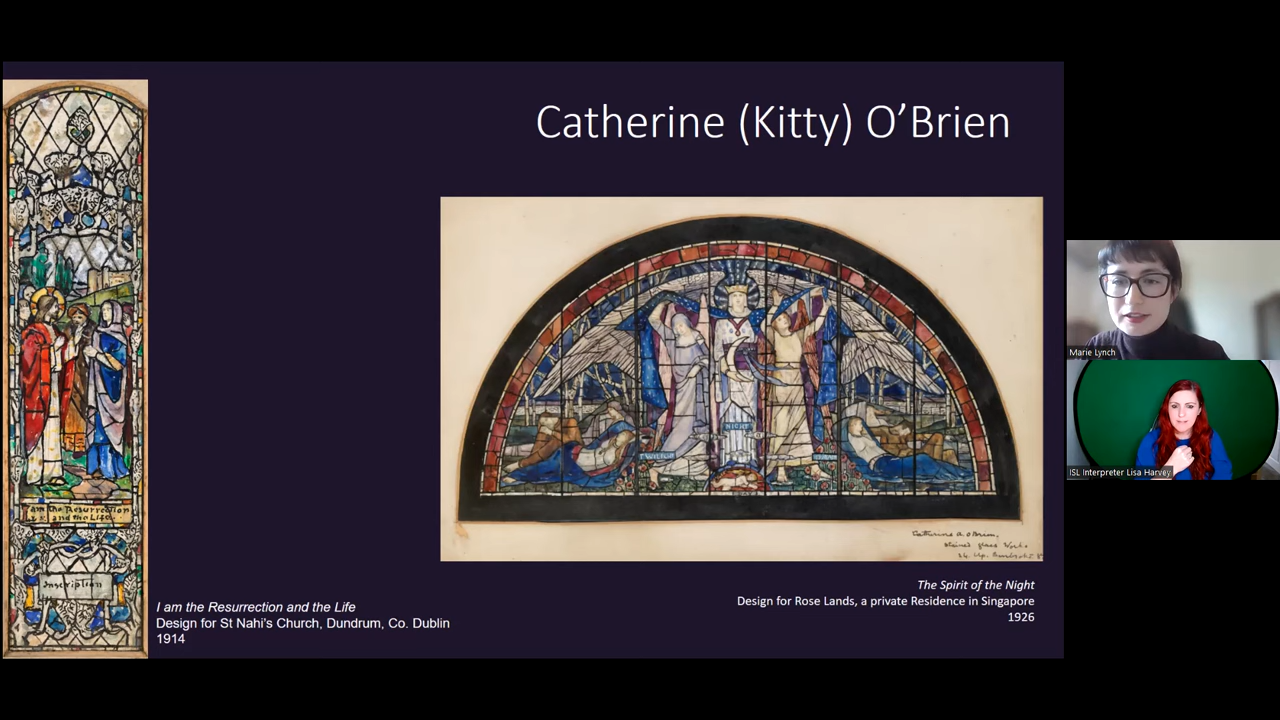 Catherine (Kitty) O’Brien
I am the Resurrection
and the Life.
Inscription
NIGHT
Catherine A. O'Brien,
stained glass Works
I am the Resurrection and the Life
Design for St Nahi's Church, Dundrum, Co. Dublin
1914
The Spirit of the Night
Design for Rose Lands, a private Residence in Singapore
1926
Marie Lynch
ISL Interpreter Lisa Harvey